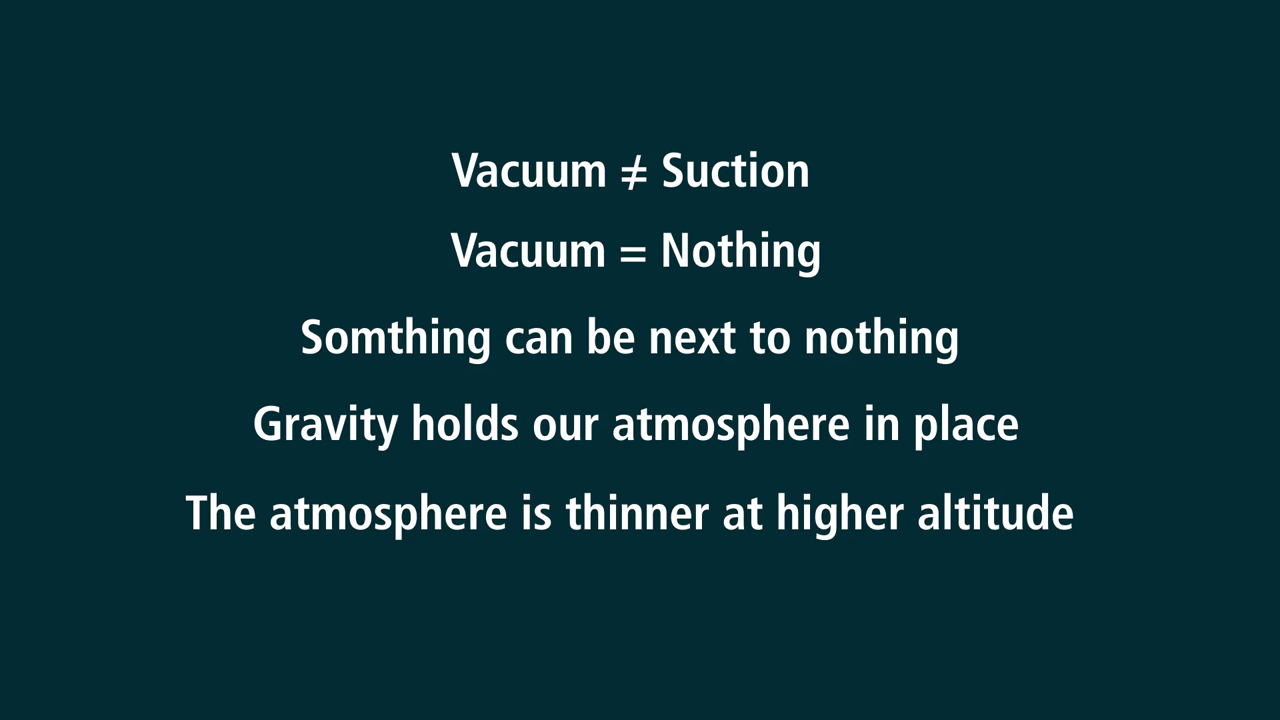 Vacuum ≠ Suction
Vacuum = Nothing
Somthing can be next to nothing
Gravity holds our atmosphere in place
The atmosphere is thinner at higher altitude